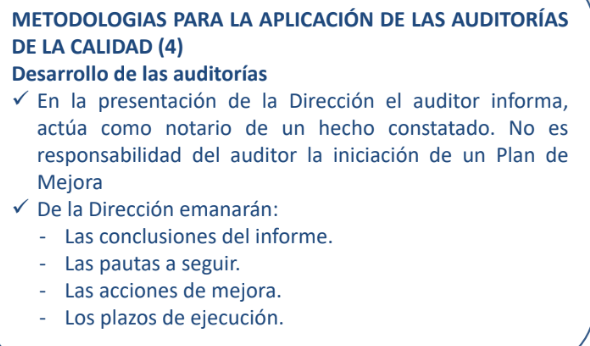 METODOLOGIAS PARA LA APLICACIÓN DE LAS AUDITORÍAS
DE LA CALIDAD (4)
Desarrollo de las auditorías
✓ En la presentación de la Dirección el auditor informa,
actúa como notario de un hecho constatado. No es
responsabilidad del auditor la iniciación de un Plan de
Mejora
✓ De la Dirección emanarán:
- Las conclusiones del informe.
- Las pautas a seguir.
- Las acciones de mejora.
- Los plazos de ejecución.